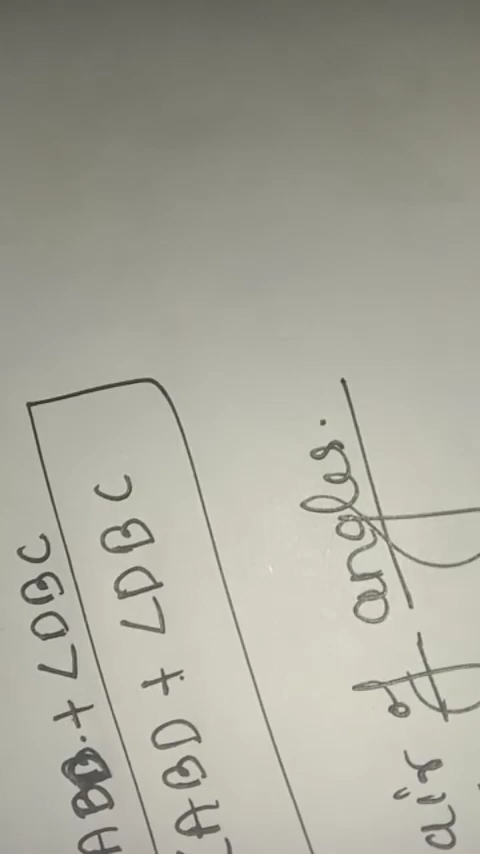 ABD + ∠DBC
∠ABD + ∠DBC
air of angles.